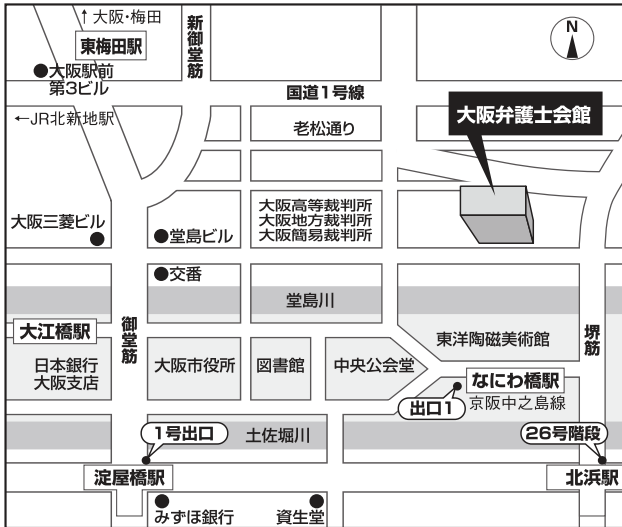 ↑大阪・梅田
東梅田駅
新御堂筋
N
●大阪駅前
第3ビル
国道1号線
大阪弁護士会館
←JR北新地駅
老松通り
大阪高等裁判所
大阪地方裁判所
大阪簡易裁判所
大阪三菱ビル
●堂島ビル
●交番
堂島川
大江橋駅
御堂筋
堺筋
東洋陶磁美術館
日本銀行
大阪支店
大阪市役所
図書館
中央公会堂
なにわ橋駅
京阪中之島線
出口1
1号出口
土佐堀川
26号階段
淀屋橋駅
北浜駅
みずほ銀行
資生堂